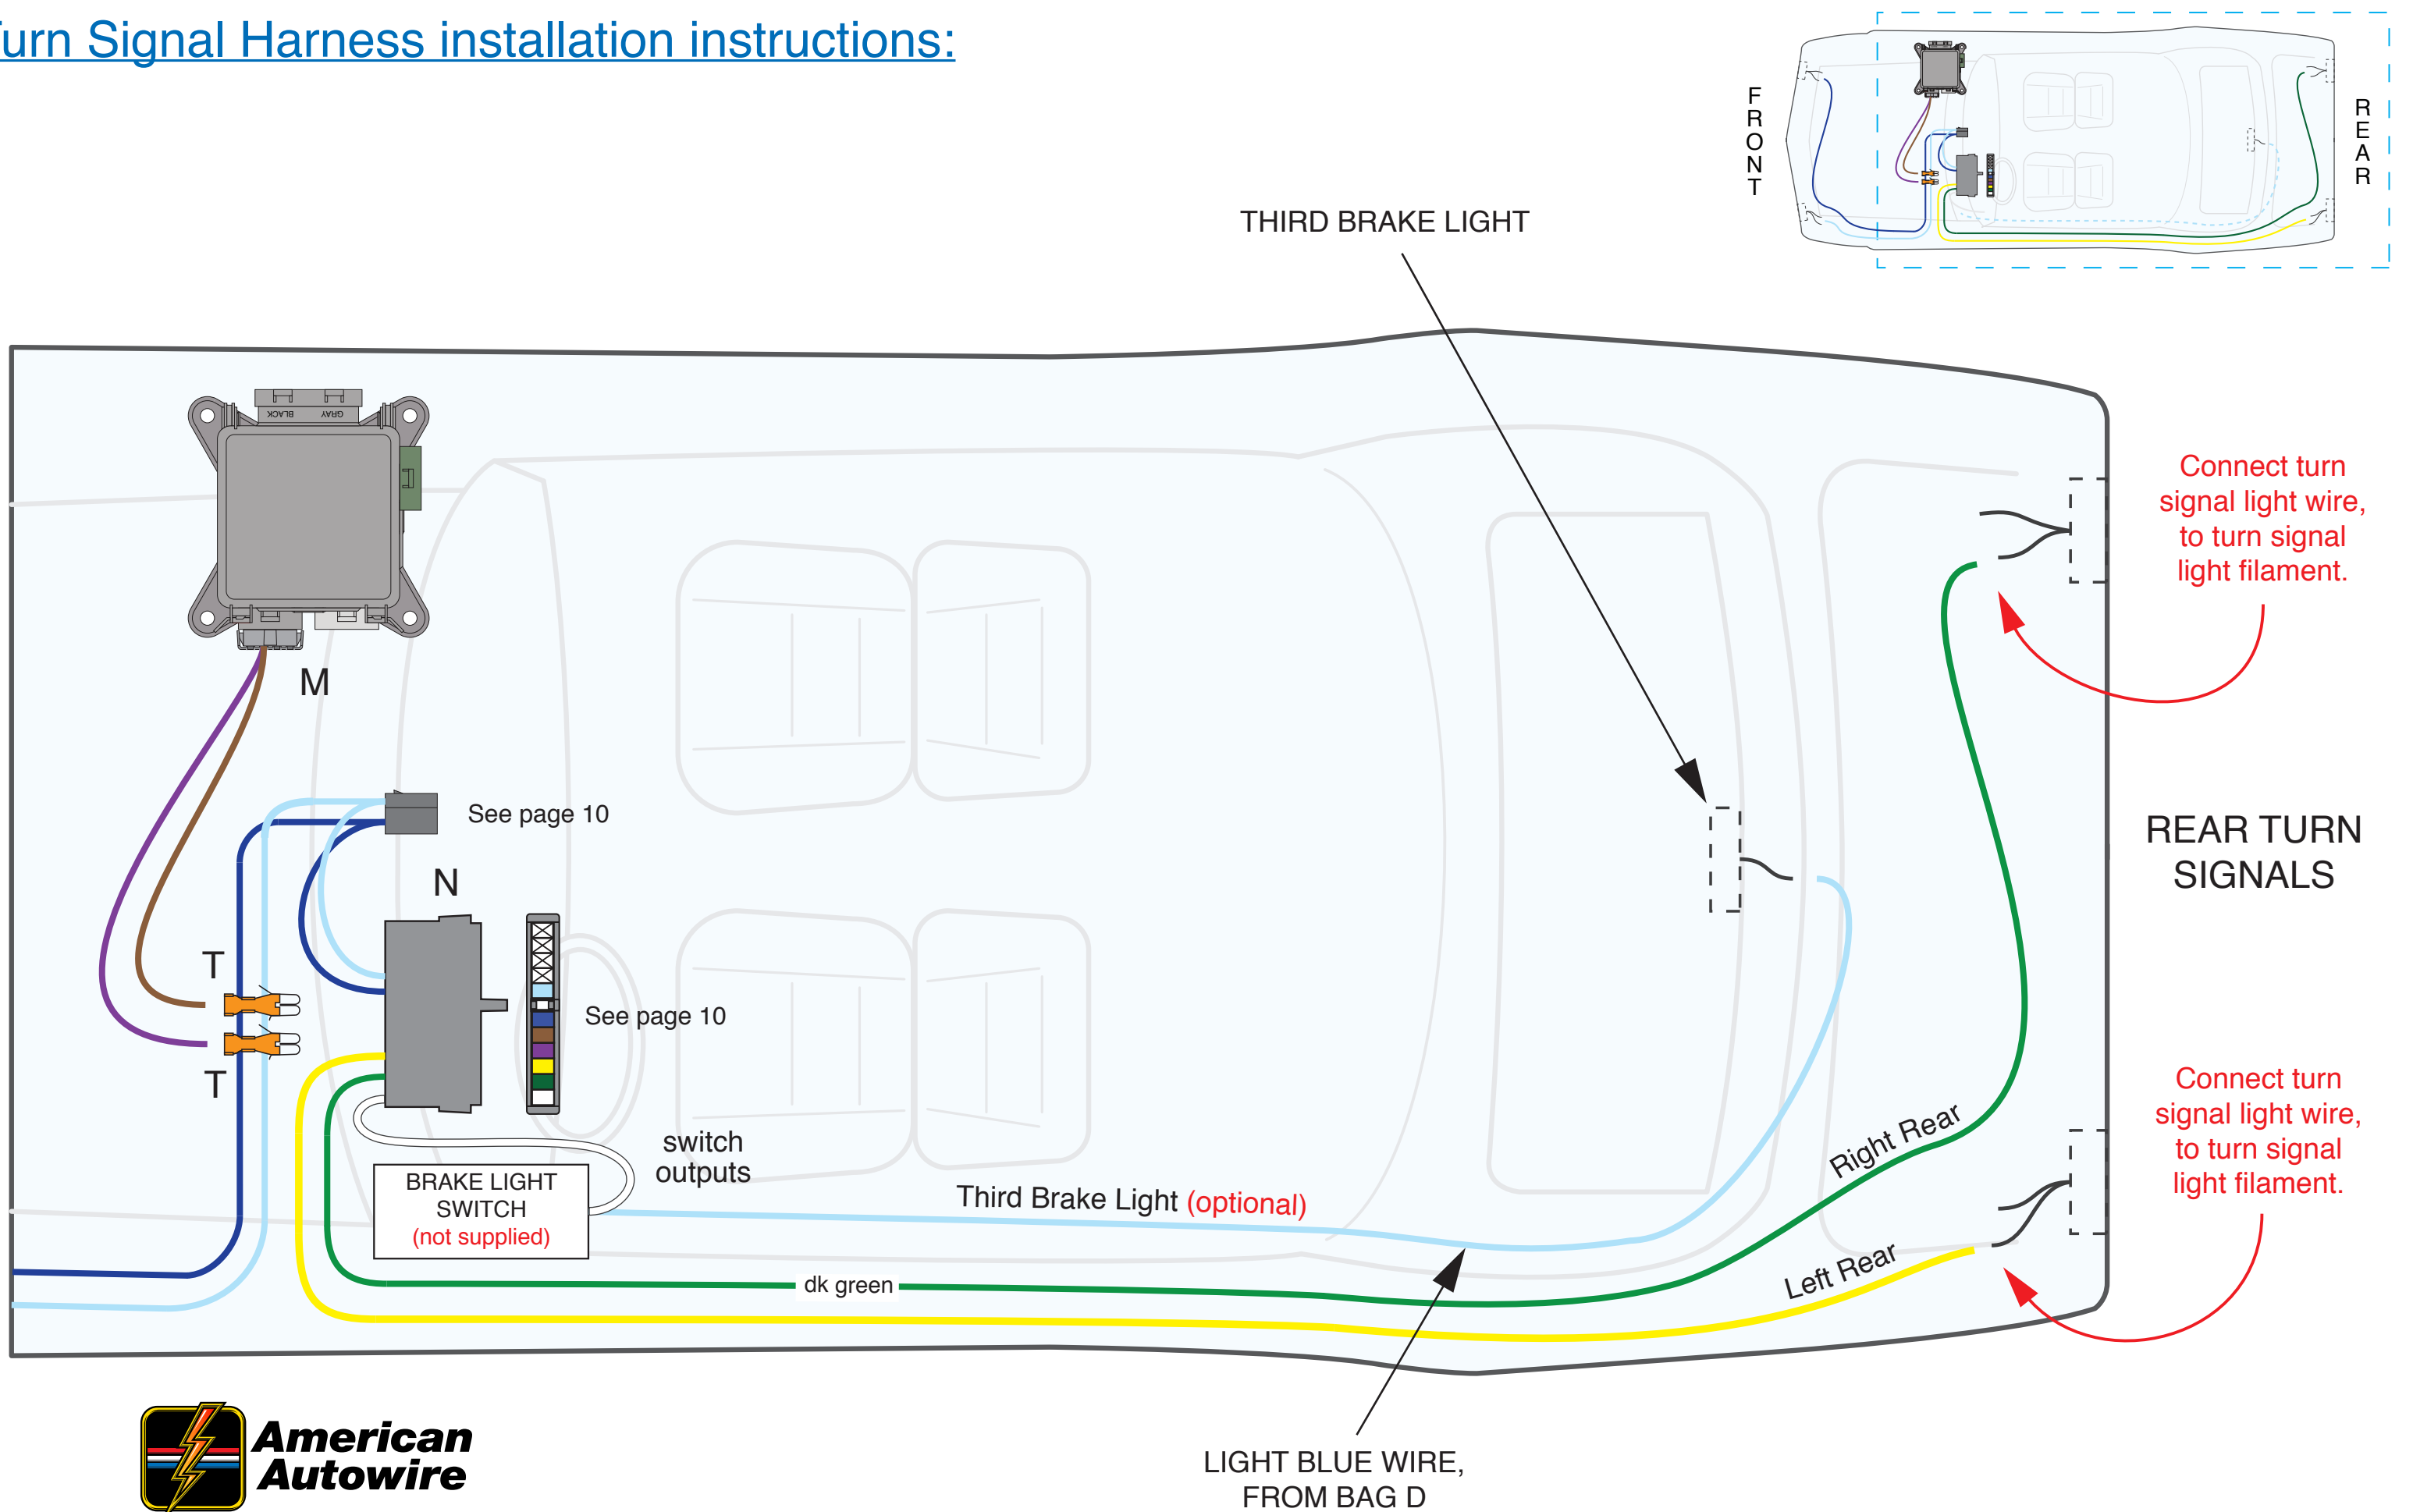 urn Signal Harness installation instructions:
FRONT
REAR
THIRD BRAKE LIGHT
BLACK GRAY
Connect turn
signal light wire,
to turn signal
light filament.
M
See page 10
REAR TURN
SIGNALS
N
T
See page 10
T
Connect turn
signal light wire,
to turn signal
light filament.
switch
outputs
BRAKE LIGHT
SWITCH
(not supplied)
Third Brake Light (optional)
Right Rear
Left Rear
dk green
American
Autowire
LIGHT BLUE WIRE,
FROM BAG D